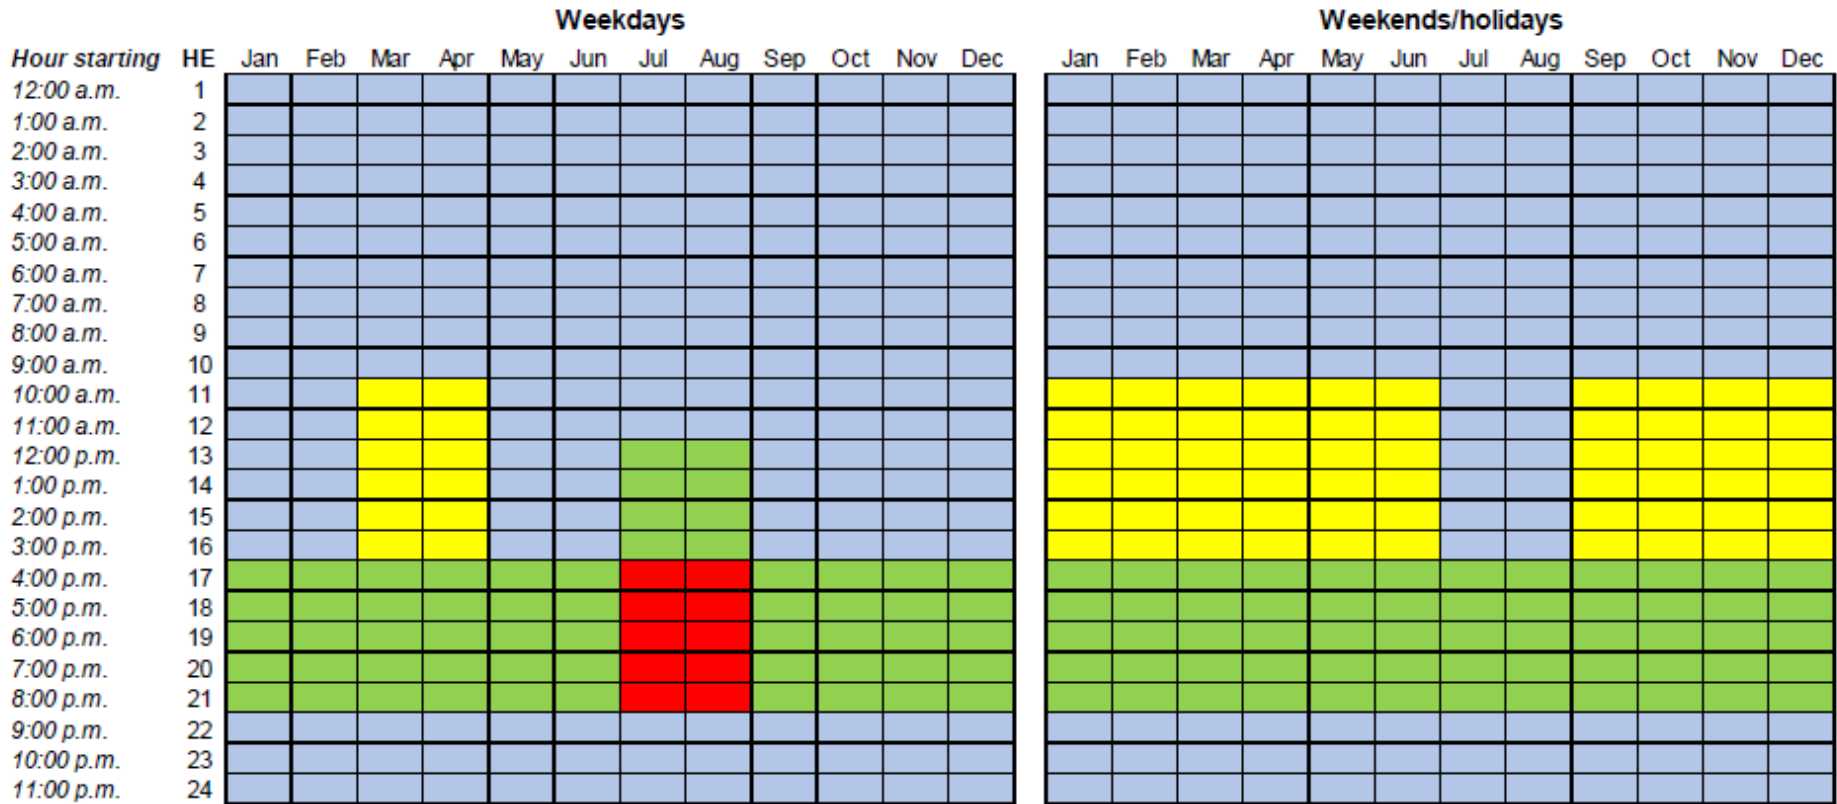 Weekdays Weekends/holidays
Hour starting HE Jan Feb Mar Apr May Jun Jul Aug Sep Oct Nov Dec Jan Feb Mar Apr May Jun Jul Aug Sep Oct Nov Dec
12:00 a.m. 1
1:00 a.m. 2
2:00 a.m. 3
3:00 a.m. 4
4:00 a.m. 5
5:00 a.m. 6
6:00 a.m. 7
7:00 a.m. 8
8:00 a.m. 9
9:00 a.m. 10
10:00 a.m. 11
11:00 a.m. 12
12:00 p.m. 13
1:00 p.m. 14
2:00 p.m. 15
3:00 p.m. 16
4:00 p.m. 17
5:00 p.m. 18
6:00 p.m. 19
7:00 p.m. 20
8:00 p.m. 21
9:00 p.m. 22
10:00 p.m. 23
11:00 p.m. 24